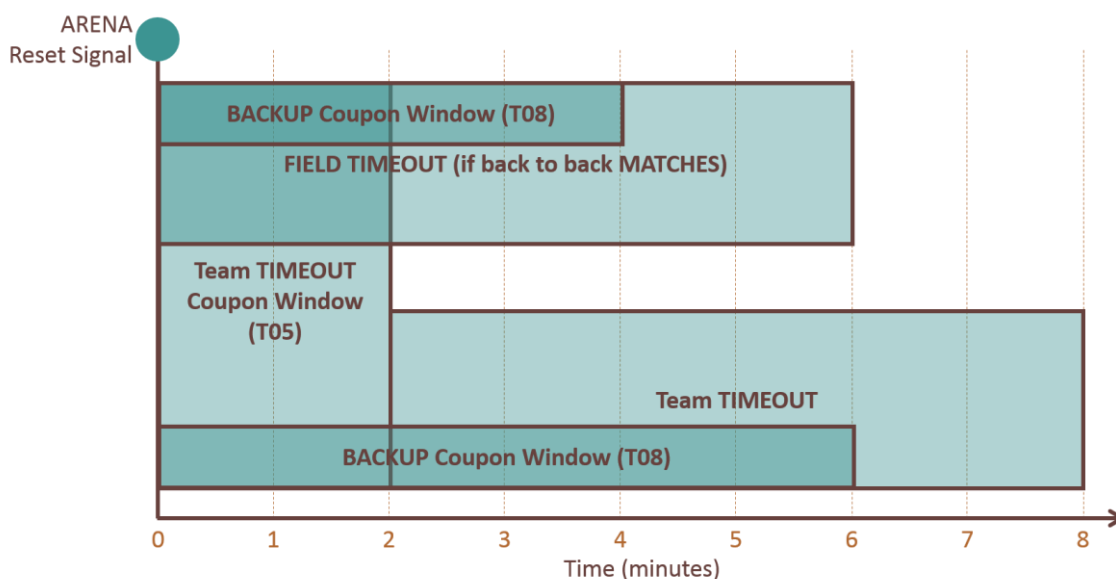 ARENA
Reset Signal
BACKUP Coupon Window (T08)
FIELD TIMEOUT (if back to back MATCHES)
Team TIMEOUT
Coupon Window
(T05)
Team TIMEOUT
BACKUP Coupon Window (T08)
0 1 2 3 4 5 6 7 8
Time (minutes)